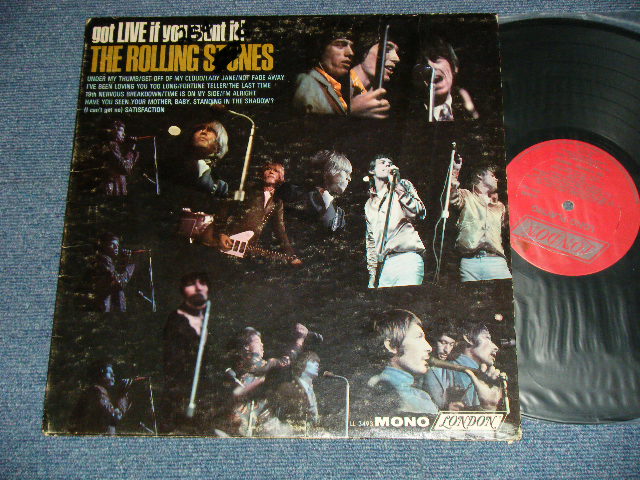 got LIVE if you want it!
THE ROLLING STONES
UNDER MY THUMB/GET OFF OF MY CLOUD/LADY JANE/NOT FADE AWAY
I'VE BEEN LOVING YOU TOO LONG/FORTUNE TELLER/THE LAST TIME
19th NERVOUS BREAKDOWN/TIME IS ON MY SIDE/I'M ALRIGHT
HAVE YOU SEEN YOUR MOTHER, BABY, STANDING IN THE SHADOW?
(I can't get no) SATISFACTION
LONDON
LL 3493 MONO LONDON